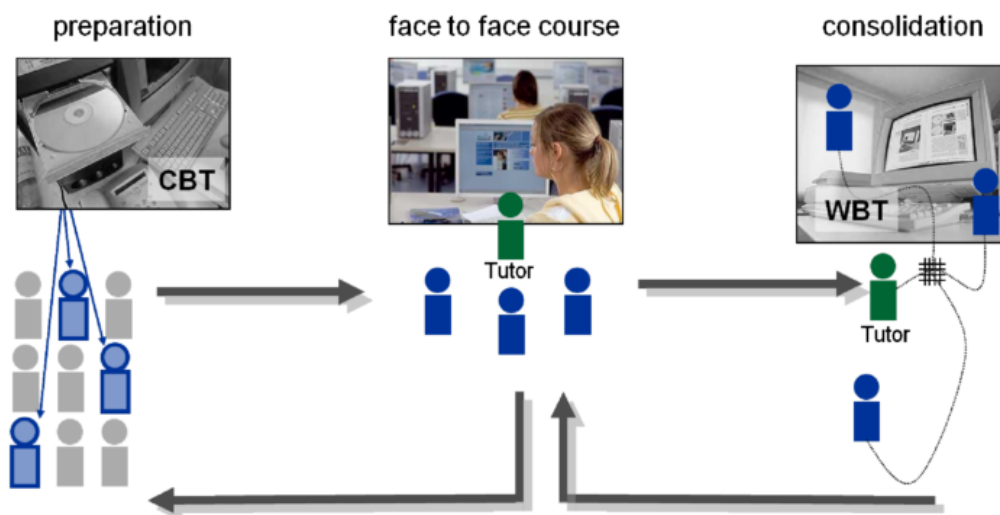 preparation
face to face course
consolidation
CBT
WBT
Tutor
Tutor